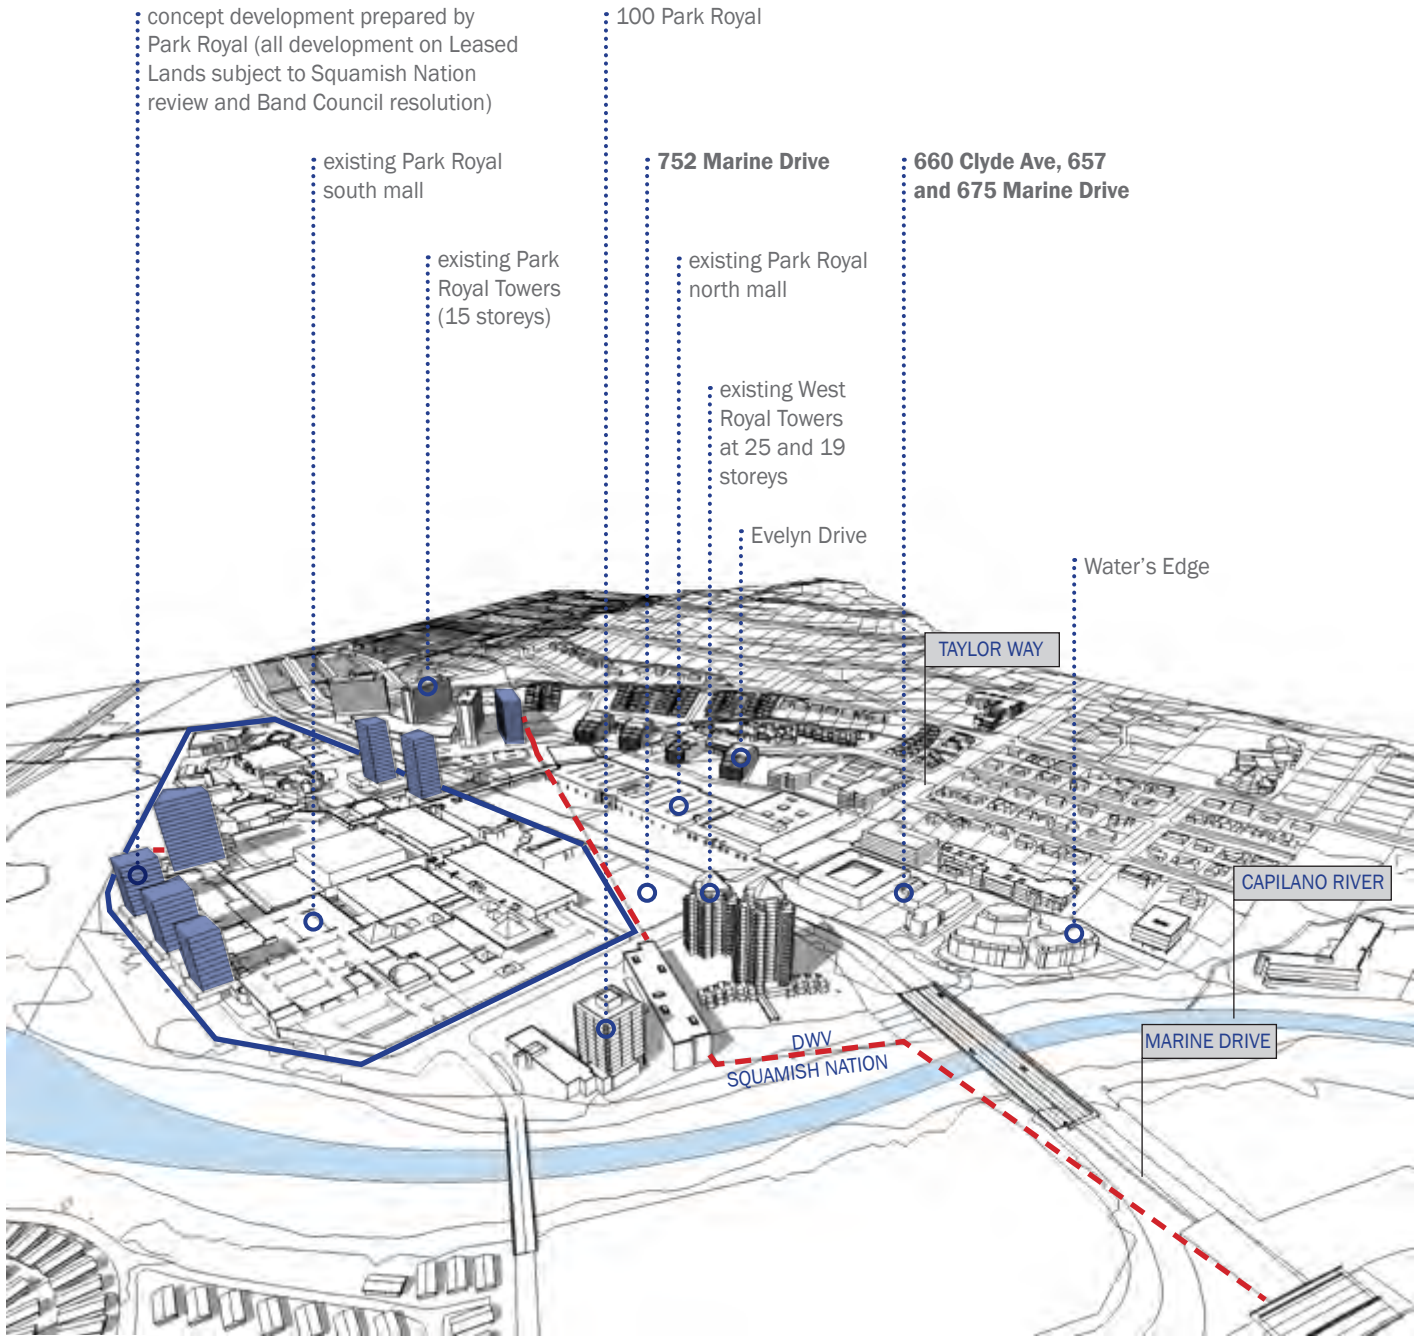 concept development prepared by
Park Royal (all development on Leased
Lands subject to Squamish Nation
review and Band Council resolution)
100 Park Royal
existing Park Royal
south mall
752 Marine Drive
660 Clyde Ave, 657
and 675 Marine Drive
existing Park
Royal Towers
(15 storeys)
existing Park Royal
north mall
existing West
Royal Towers
at 25 and 19
storeys
Evelyn Drive
Water's Edge
TAYLOR WAY
CAPILANO RIVER
MARINE DRIVE
DWV
SQUAMISH NATION